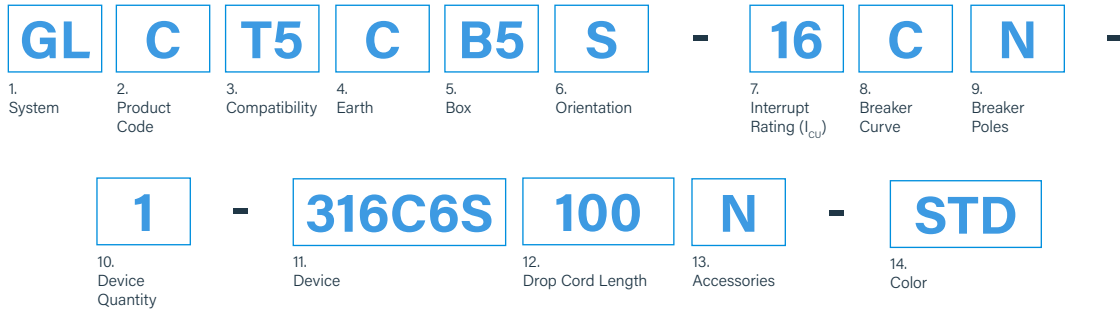 GL C T5 C B5 S - 16 C N -
1. 2. 3. 4. 5. 6. 7. 8. 9.
System Product Compatibility Earth Box Orientation Interrupt Breaker Breaker
Code Rating (I_CU) Curve Poles
1 - 316C6S 100 N - STD
10. 11. 12. 13. 14.
Device Device Drop Cord Length Accessories Color
Quantity